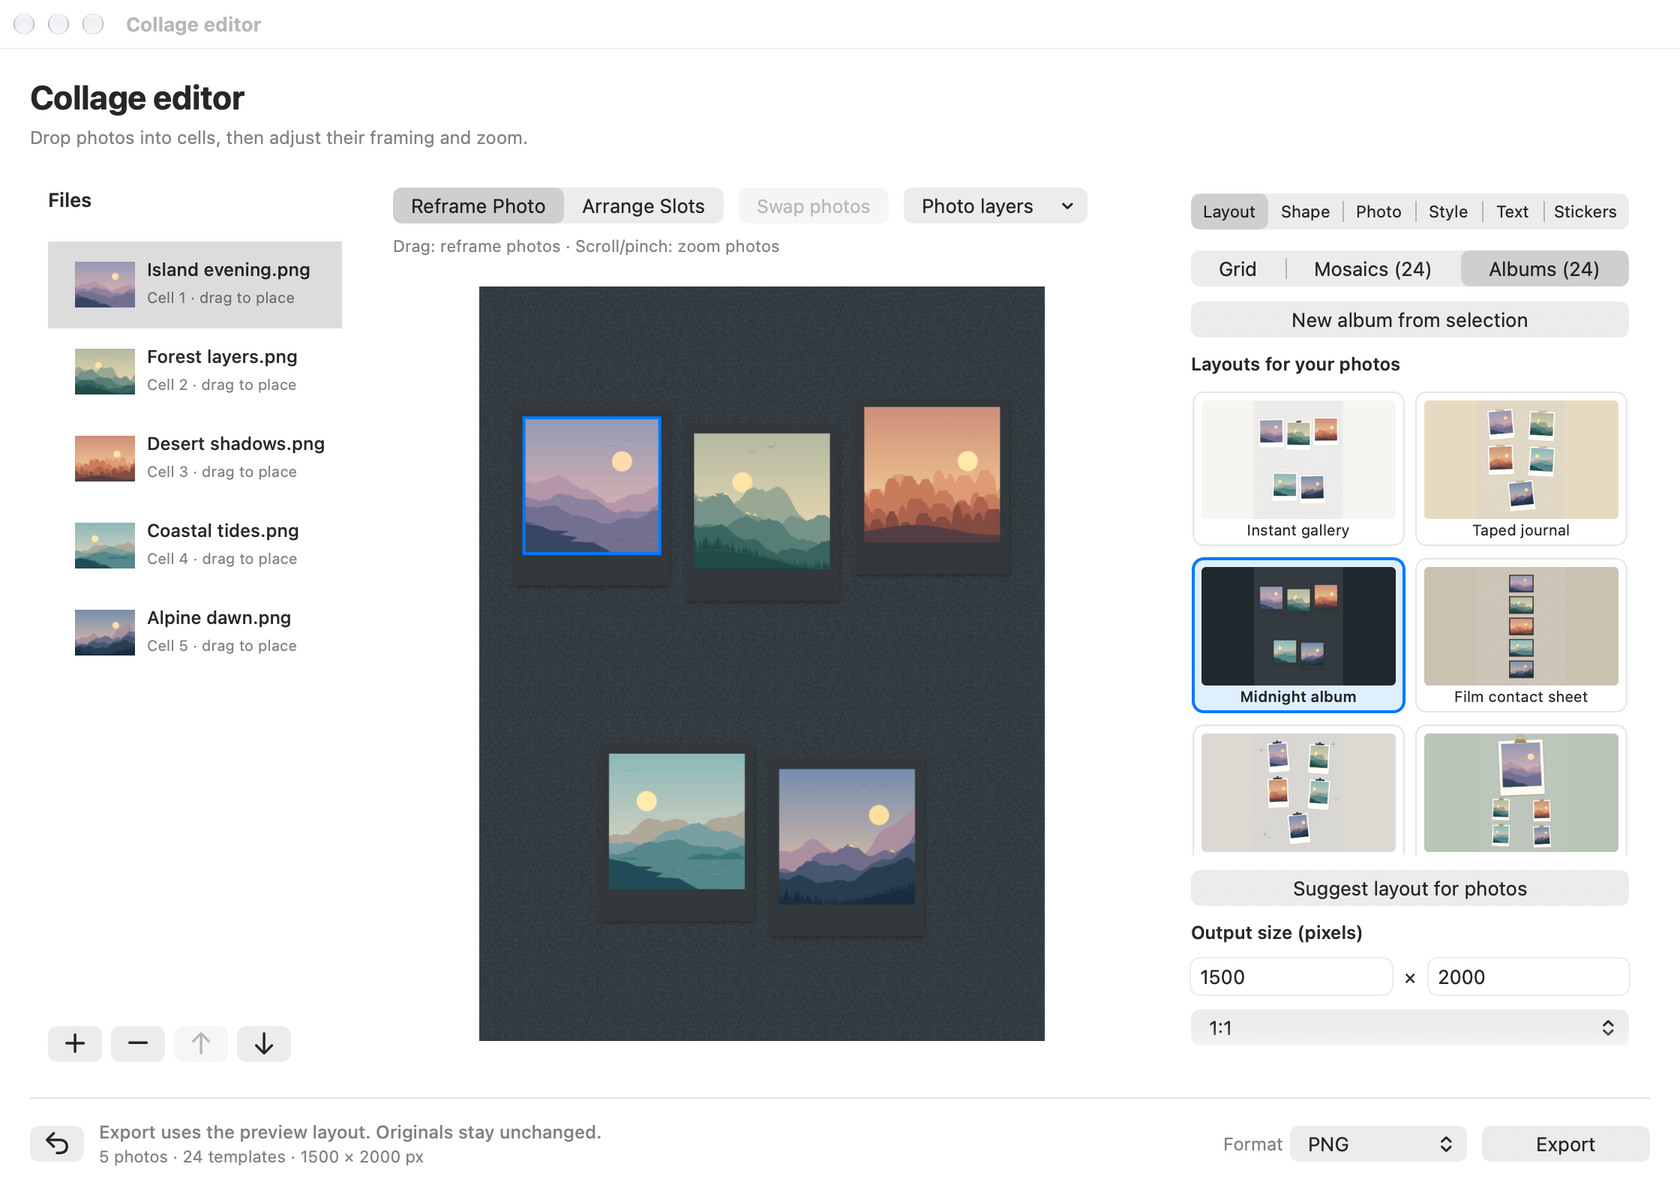 Collage editor
Collage editor
Drop photos into cells, then adjust their framing and zoom.
Files
Island evening.png
Cell 1 · drag to place
Forest layers.png
Cell 2 · drag to place
Desert shadows.png
Cell 3 · drag to place
Coastal tides.png
Cell 4 · drag to place
Alpine dawn.png
Cell 5 · drag to place
Reframe Photo Arrange Slots Swap photos Photo layers
Drag: reframe photos · Scroll/pinch: zoom photos
Layout Shape Photo Style Text Stickers
Grid Mosaics (24) Albums (24)
New album from selection
Layouts for your photos
Instant gallery Taped journal
Midnight album Film contact sheet
Suggest layout for photos
Output size (pixels)
1500 × 2000
1:1
Export uses the preview layout. Originals stay unchanged.
5 photos · 24 templates · 1500 × 2000 px
Format PNG Export